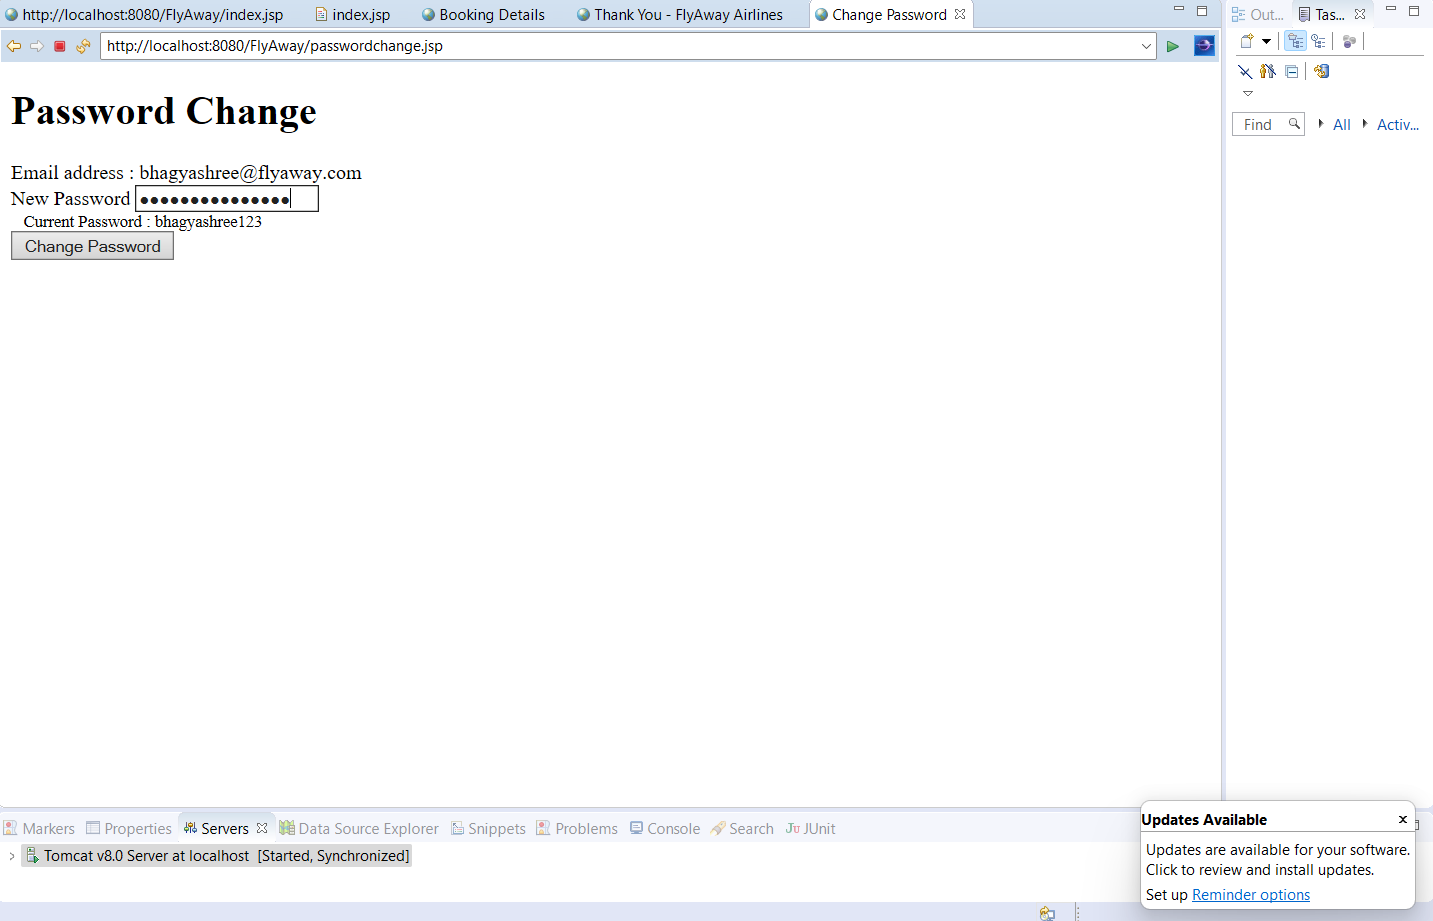 http://localhost:8080/FlyAway/index.jsp index.jsp Booking Details Thank You - FlyAway Airlines Change Password Out... Tas...
http://localhost:8080/FlyAway/passwordchange.jsp
Find All Activ...
Password Change
Email address : bhagyashree@flyaway.com
New Password ●●●●●●●●●●●●●●●
Current Password : bhagyashree123
Change Password
Markers Properties Servers Data Source Explorer Snippets Problems Console Search JU JUnit
Tomcat v8.0 Server at localhost [Started, Synchronized]
Updates Available
Updates are available for your software.
Click to review and install updates.
Set up Reminder options